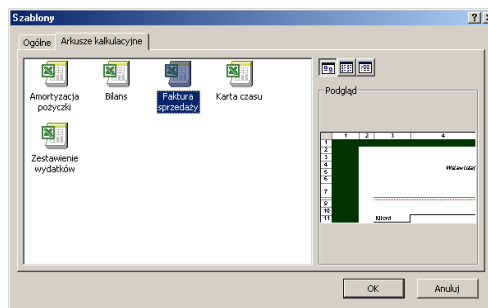 Szablony
Ogólne Arkusze kalkulacyjne
Amortyzacja pożyczki
Bilans
Faktura sprzedaży
Karta czasu
Zestawienie wydatków
Podgląd
1 2 3 4
1
2
3
4
5
6
7
8
9
10
11 Klient
OK Anuluj